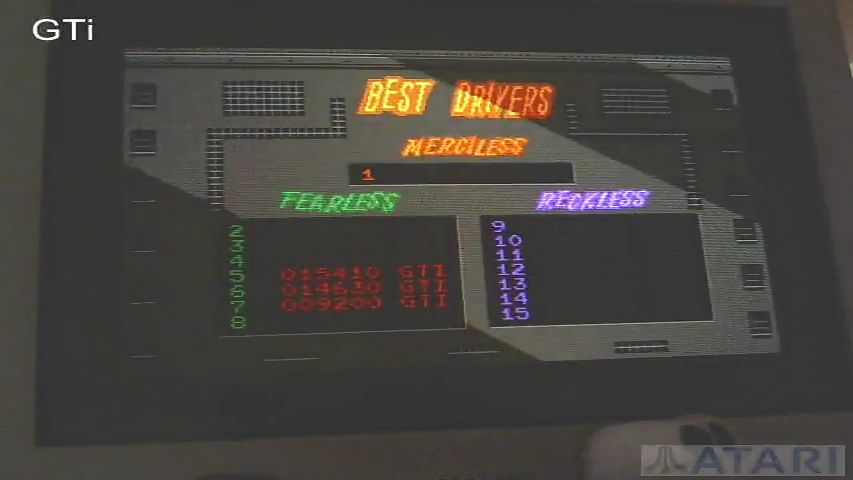 GTi
BEST DRIVERS
MERCILESS
1
FEARLESS
RECKLESS
2
3
4
5 015410 GTI
6 014630 GTI
7 009200 GTI
8
9
10
11
12
13
14
15
ATARI